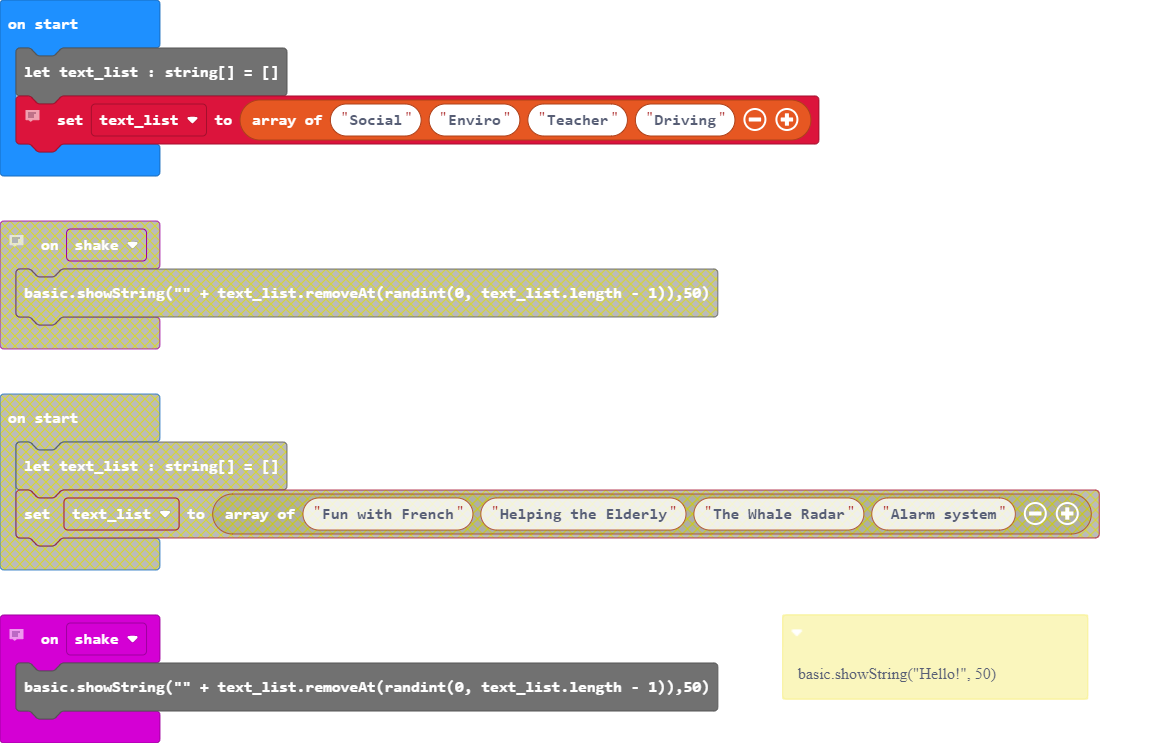 on start
let text_list : string[] = []
set text_list to array of "Social" "Enviro" "Teacher" "Driving"
on shake
basic.showString("" + text_list.removeAt(randint(0, text_list.length - 1)),50)
on start
let text_list : string[] = []
set text_list to array of "Fun with French" "Helping the Elderly" "The Whale Radar" "Alarm system"
on shake
basic.showString("" + text_list.removeAt(randint(0, text_list.length - 1)),50)
basic.showString("Hello!", 50)